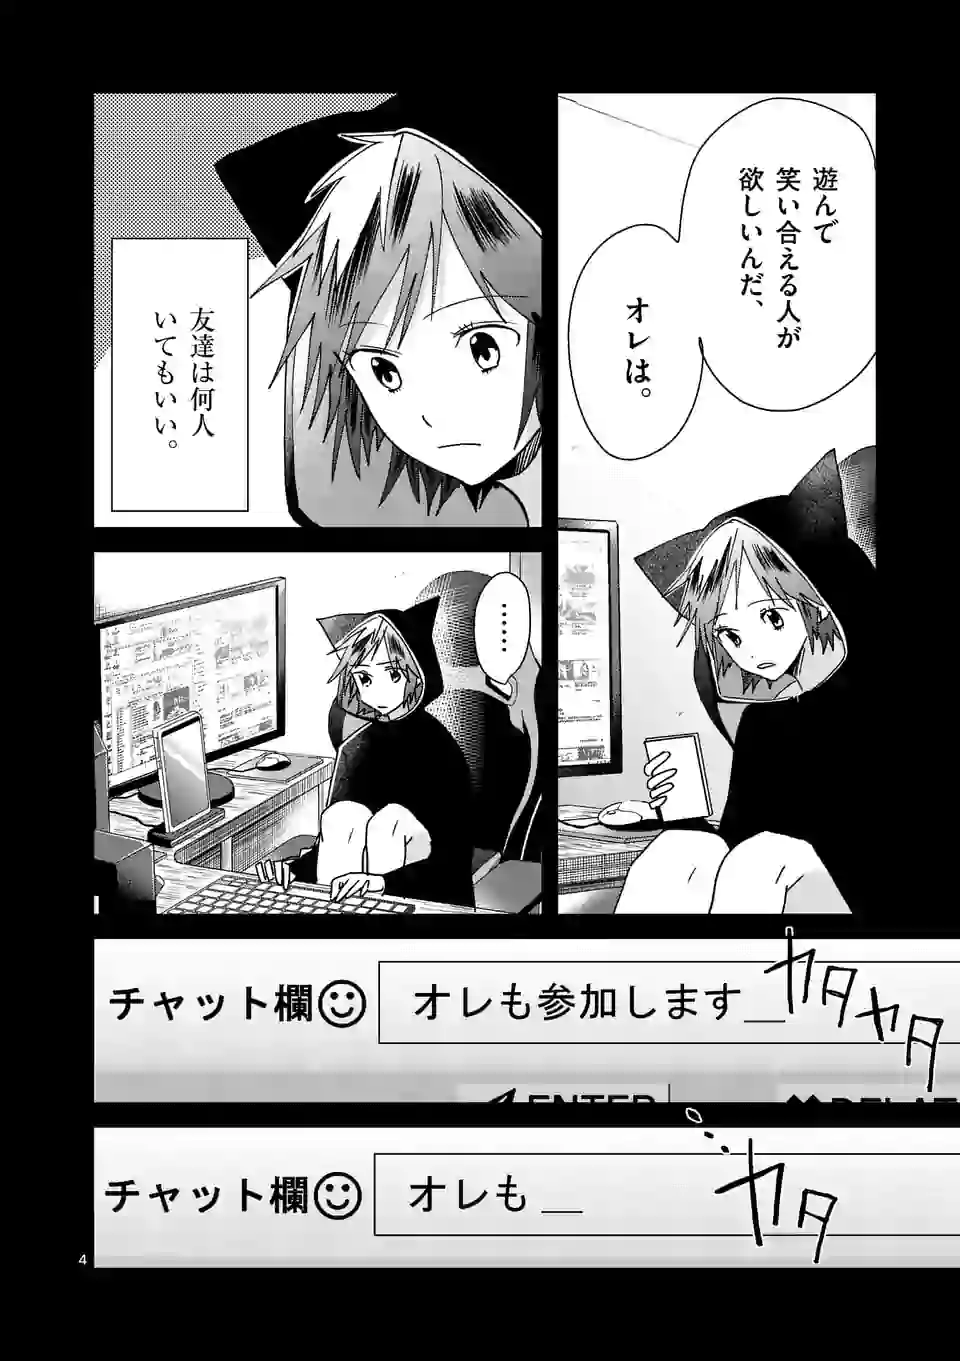 遊んで
笑い合える人が
欲しいんだ、
オレは。
友達は何人
いてもいい。
……
チャット欄☺ オレも参加します＿
カタカタ
ENTER
チャット欄☺ オレも＿
カタ
4